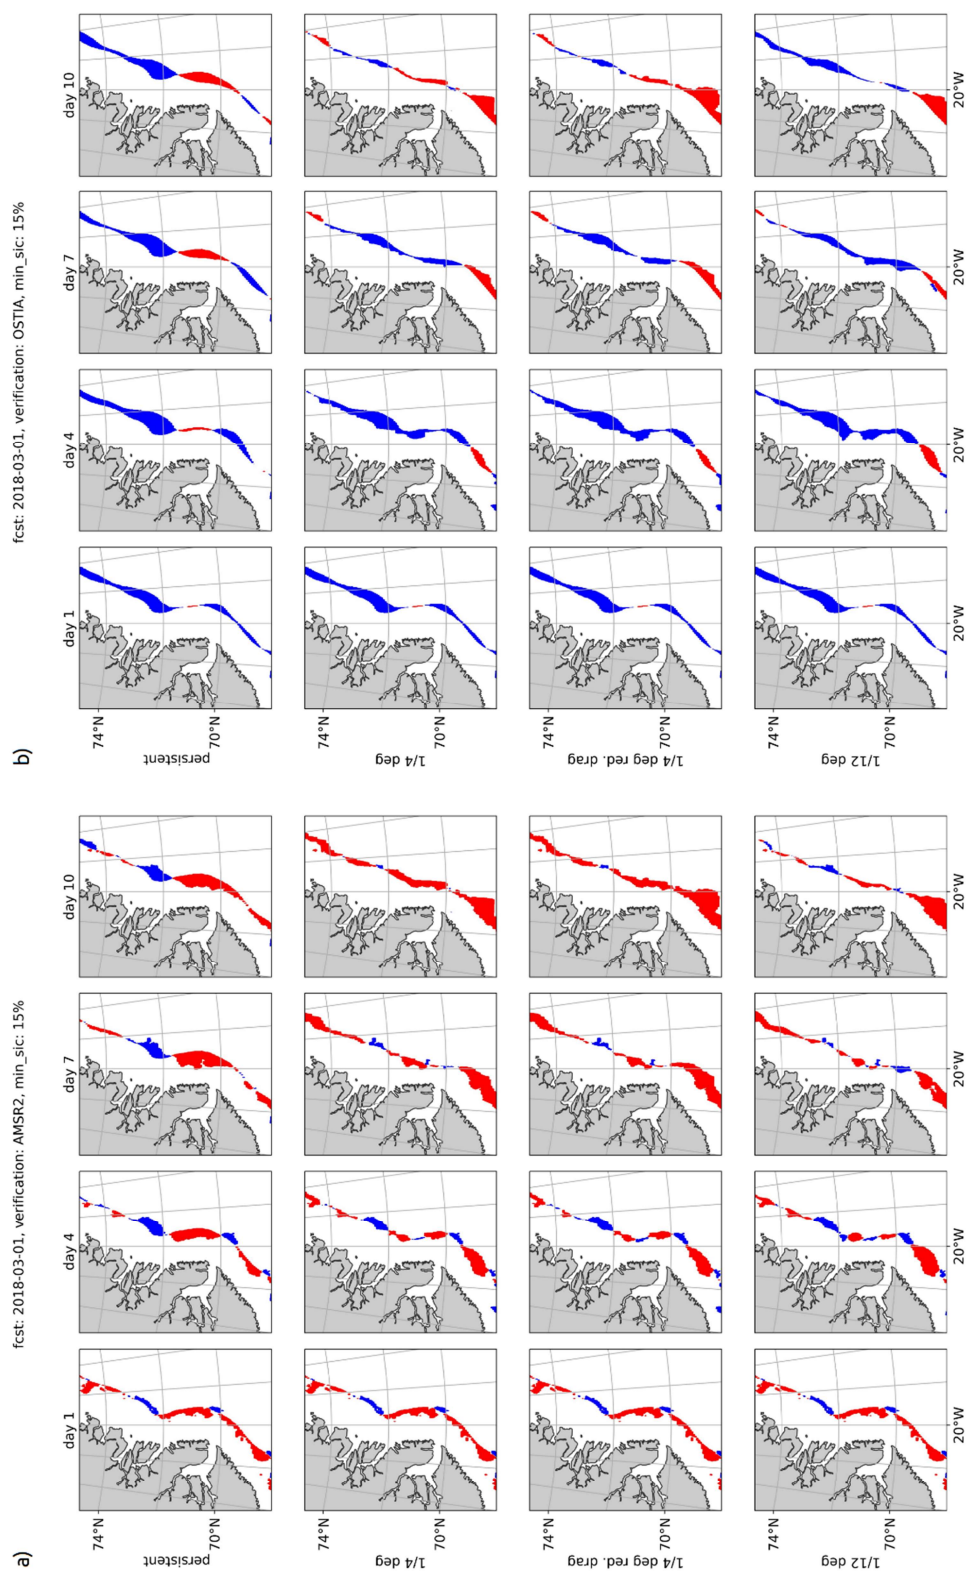 a)
fcst: 2018-03-01, verification: AMSR2, min_sic: 15%
day 1
day 4
day 7
day 10
74°N
70°N
persistent
1/4 deg
1/4 deg red. drag
74°N
70°N
1/12 deg
20°W
20°W
20°W
20°W
b)
fcst: 2018-03-01, verification: OSTIA, min_sic: 15%
day 1
day 4
day 7
day 10
74°N
70°N
persistent
74°N
70°N
1/4 deg
74°N
70°N
1/4 deg red. drag
74°N
70°N
1/12 deg
20°W
20°W
20°W
20°W